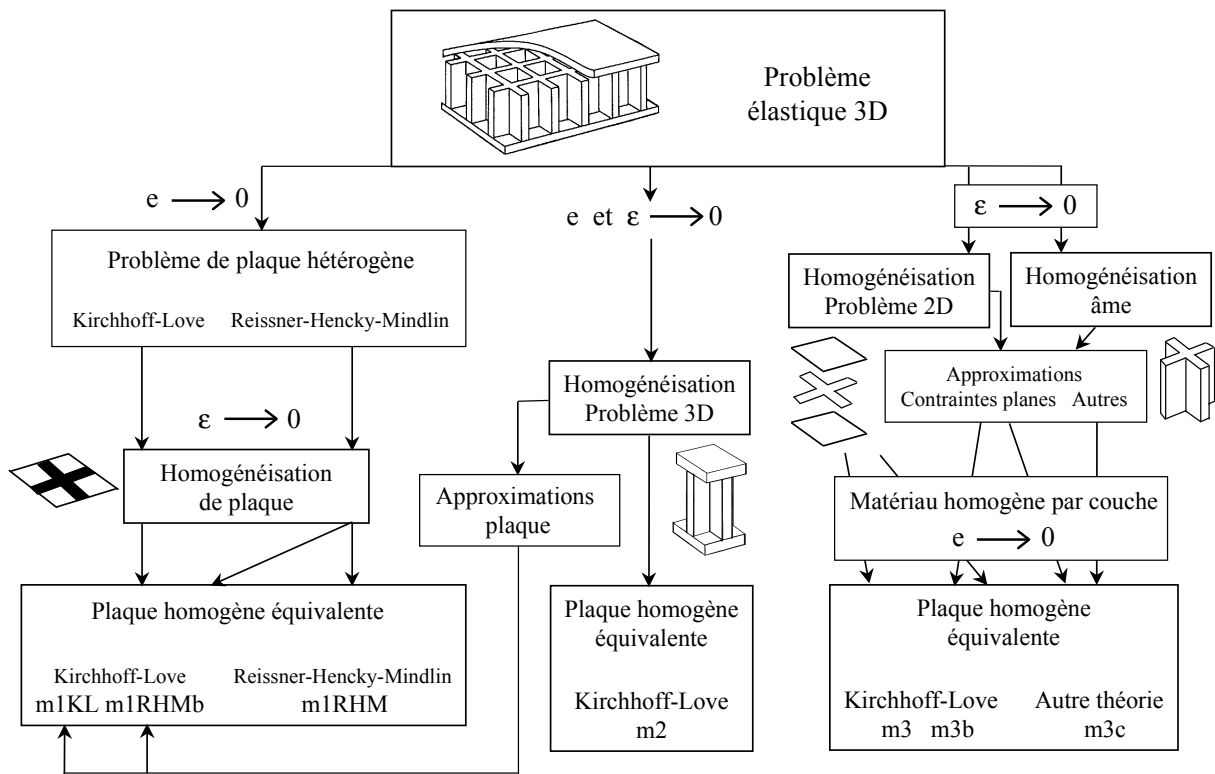 Problème
élastique 3D
e → 0
Problème de plaque hétérogène
Kirchhoff-Love Reissner-Hencky-Mindlin
ε → 0
Homogénéisation
de plaque
Plaque homogène équivalente
Kirchhoff-Love Reissner-Hencky-Mindlin
m1KL m1RHMb m1RHM
e et ε → 0
Homogénéisation
Problème 3D
Approximations
plaque
Plaque homogène
équivalente
Kirchhoff-Love
m2
ε → 0
Homogénéisation
Problème 2D
Homogénéisation
âme
Approximations
Contraintes planes Autres
Matériau homogène par couche
e → 0
Plaque homogène
équivalente
Kirchhoff-Love Autre théorie
m3 m3b m3c